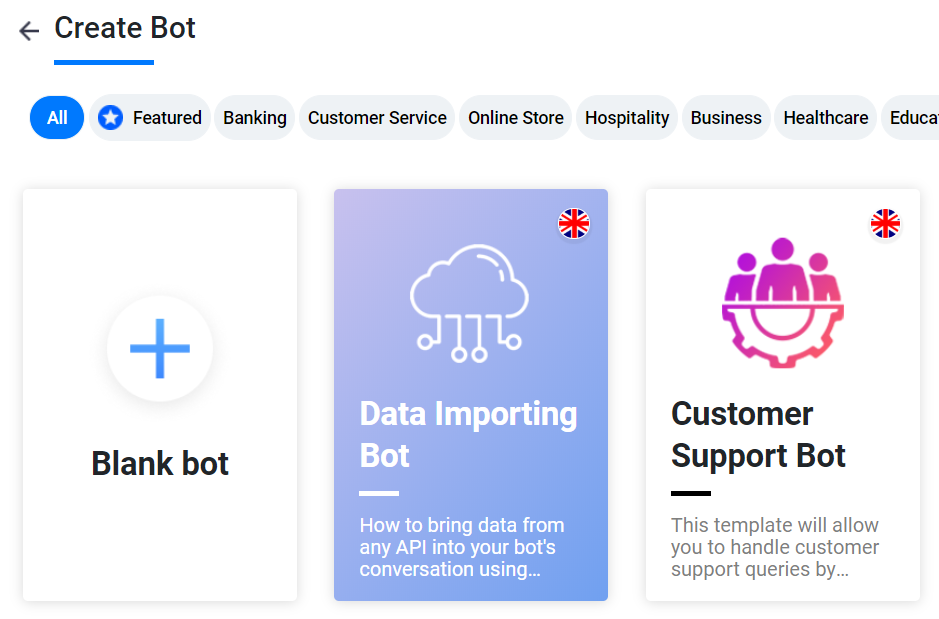 Create Bot
All Featured Banking Customer Service Online Store Hospitality Business Healthcare
Blank bot
Data Importing
Bot
How to bring data from
any API into your bot's
conversation using...
Customer
Support Bot
This template will allow
you to handle customer
support queries by...